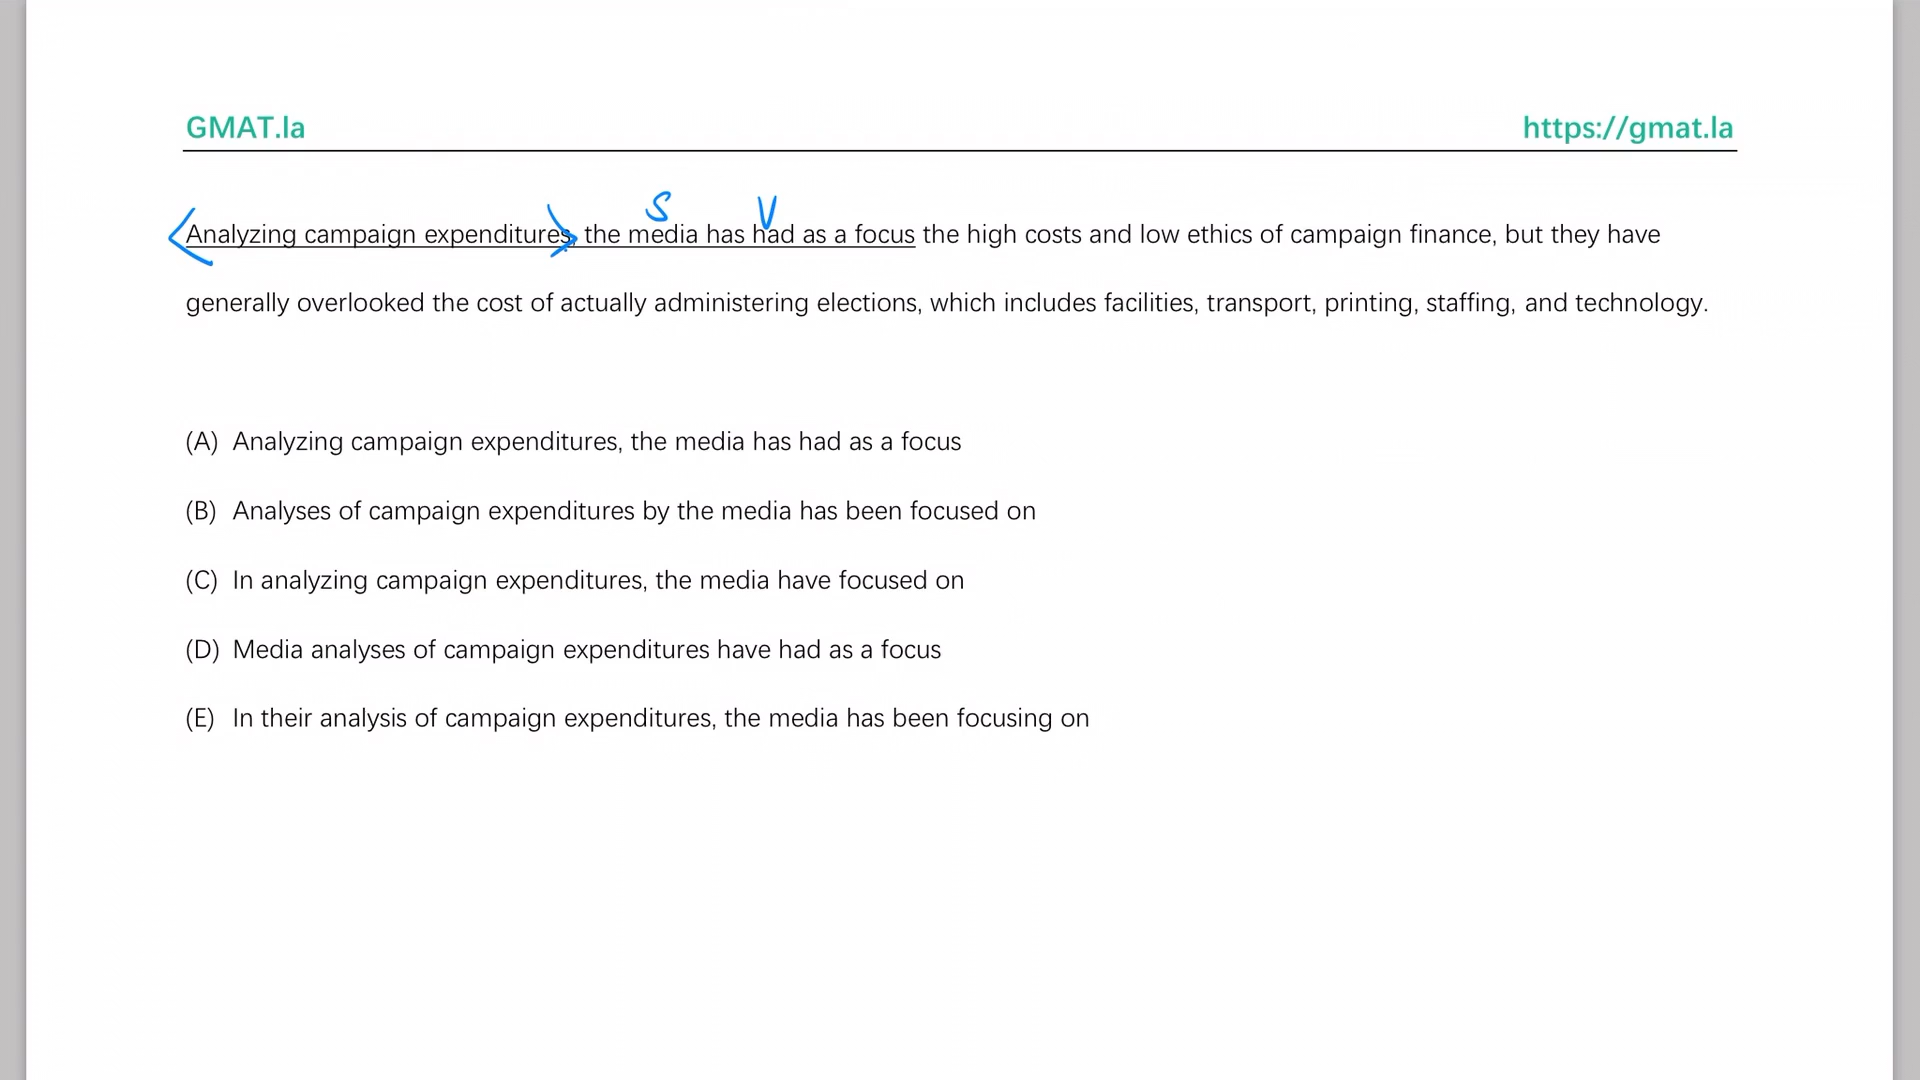 GMAT.la
https://gmat.la
S
V
Analyzing campaign expenditures, the media has had as a focus the high costs and low ethics of campaign finance, but they have
generally overlooked the cost of actually administering elections, which includes facilities, transport, printing, staffing, and technology.
(A) Analyzing campaign expenditures, the media has had as a focus
(B) Analyses of campaign expenditures by the media has been focused on
(C) In analyzing campaign expenditures, the media have focused on
(D) Media analyses of campaign expenditures have had as a focus
(E) In their analysis of campaign expenditures, the media has been focusing on